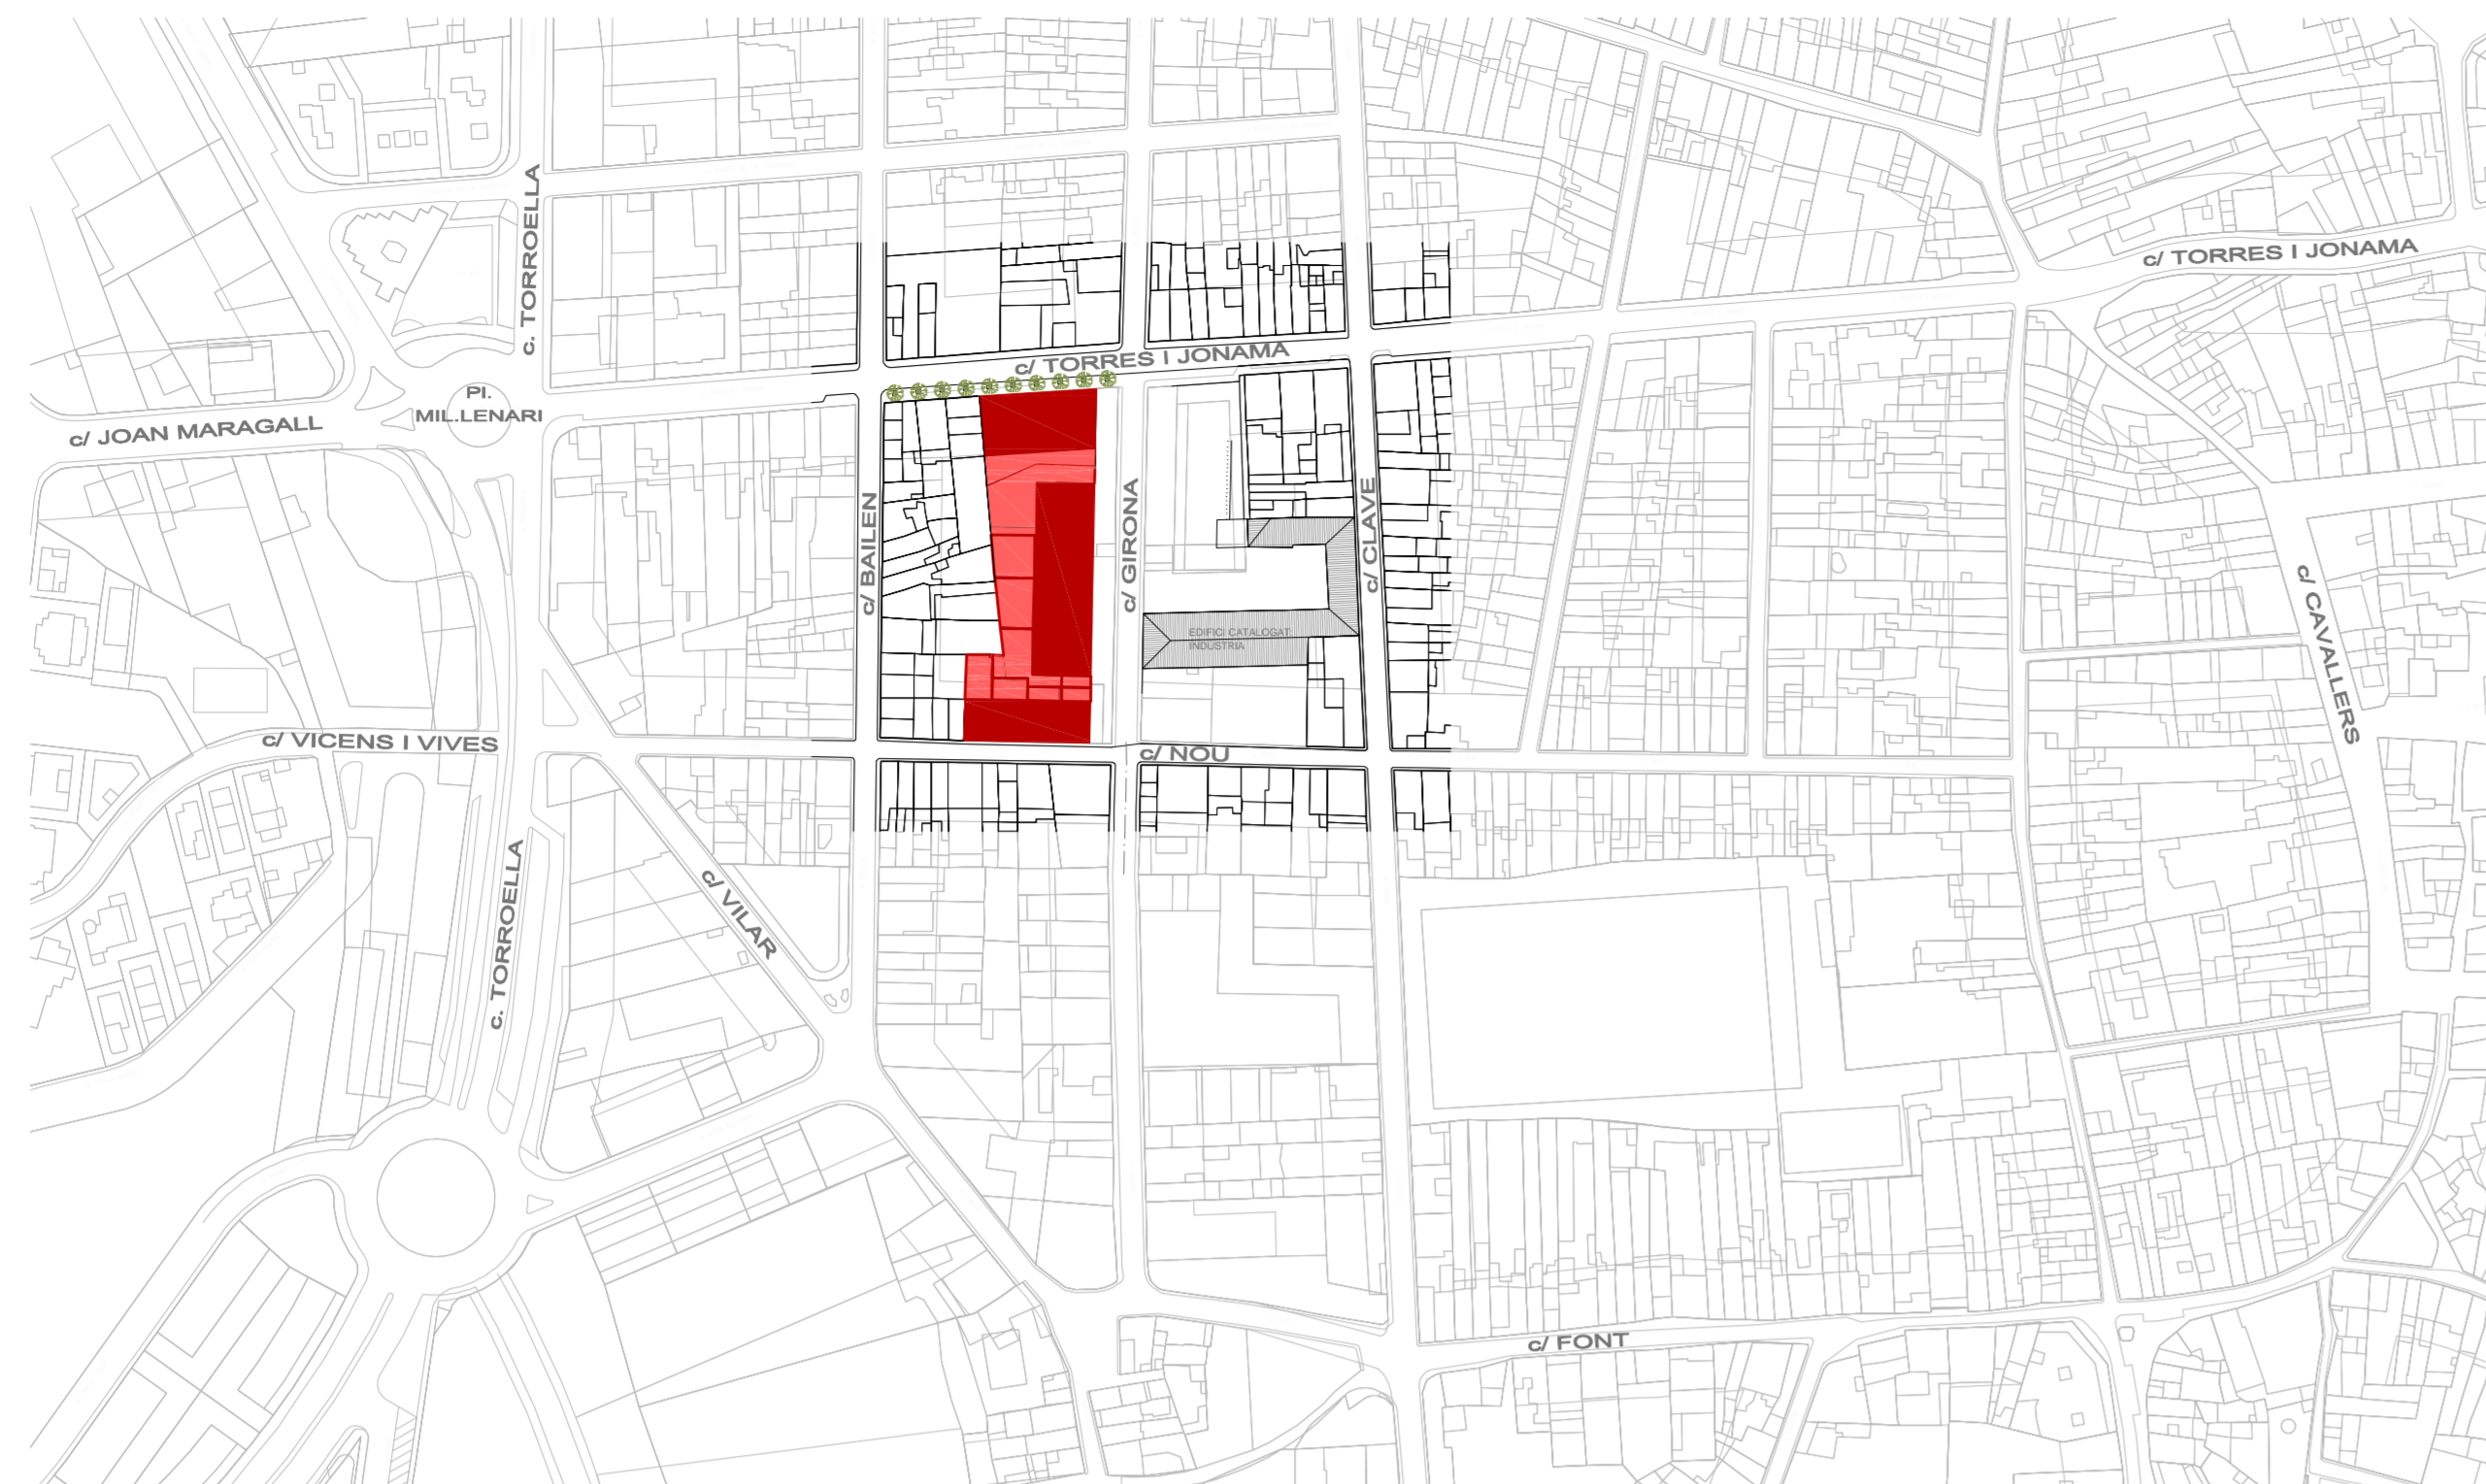 c. TORROELLA
c/ TORRES I JONAMA
c/ TORRES I JONAMA
Pl.
MIL.LENARI
c/ JOAN MARAGALL
c/ BAILEN
c/ GIRONA
c/ CLAVE
c/ CAVALLERS
EDIFICI CATALOGAT:
INDUSTRIA
c/ VICENS I VIVES
c/ NOU
c. TORROELLA
c/ VILAR
c/ FONT